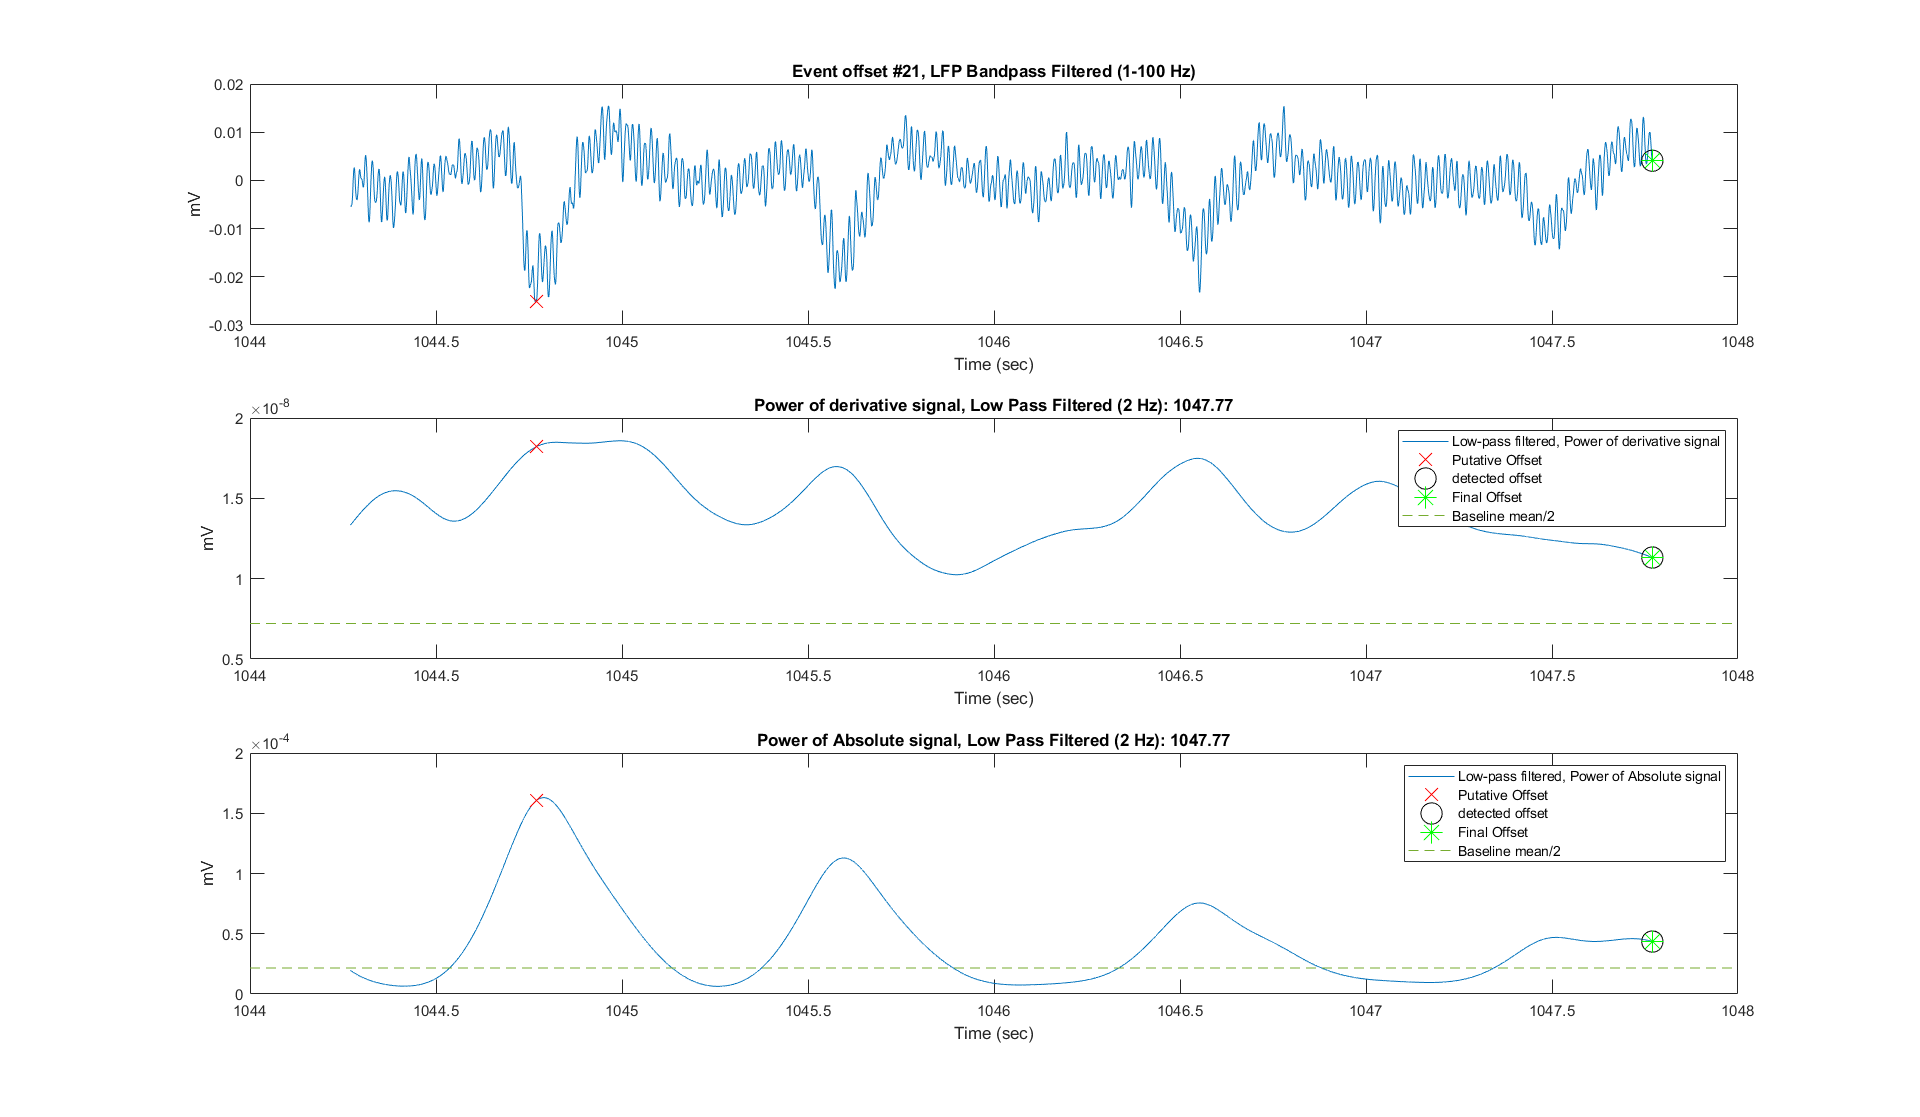 Event offset #21, LFP Bandpass Filtered (1-100 Hz)
0.02
0.01
0
-0.01
-0.02
-0.03
mV
1044 1044.5 1045 1045.5 1046 1046.5 1047 1047.5 1048
Time (sec)
Power of derivative signal, Low Pass Filtered (2 Hz): 1047.77
×10-8
2
1.5
1
0.5
mV
Low-pass filtered, Power of derivative signal
Putative Offset
detected offset
Final Offset
Baseline mean/2
1044 1044.5 1045 1045.5 1046 1046.5 1047 1047.5 1048
Time (sec)
Power of Absolute signal, Low Pass Filtered (2 Hz): 1047.77
×10-4
2
1.5
1
0.5
0
mV
Low-pass filtered, Power of Absolute signal
Putative Offset
detected offset
Final Offset
Baseline mean/2
1044 1044.5 1045 1045.5 1046 1046.5 1047 1047.5 1048
Time (sec)